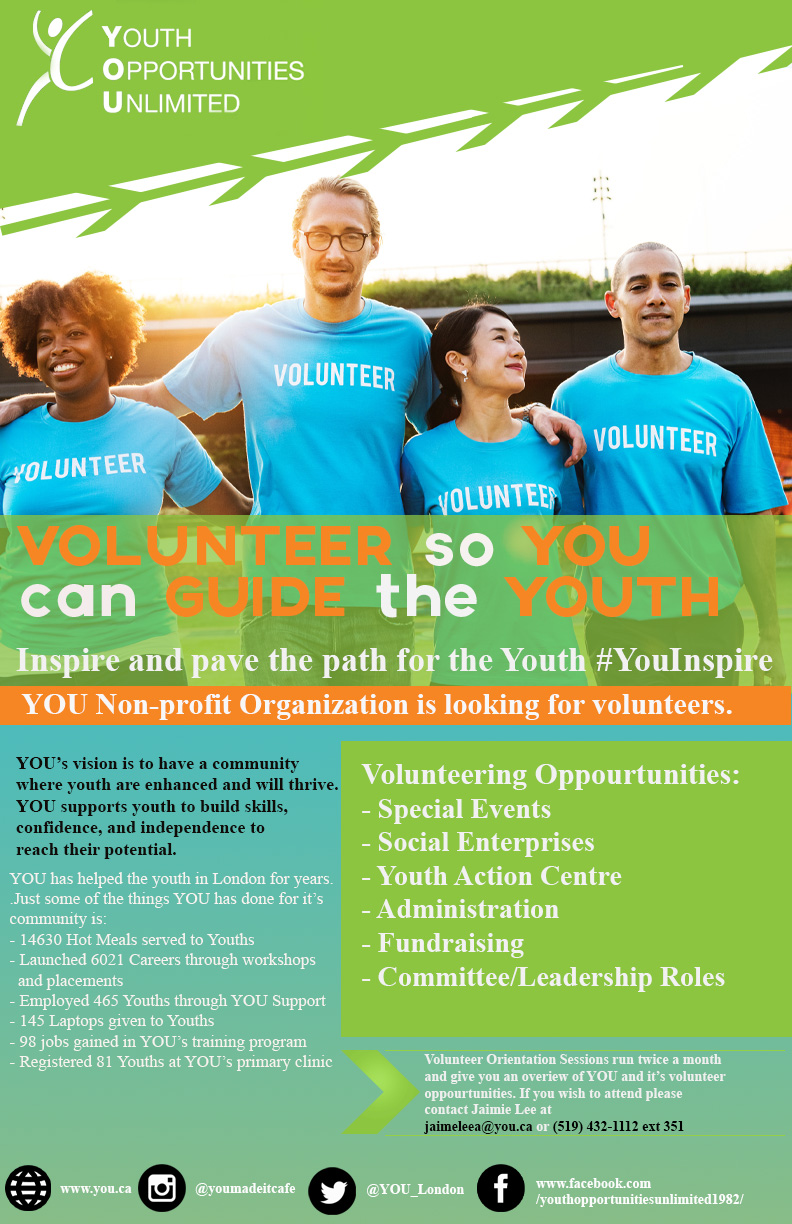 YOUTH
OPPORTUNITIES
UNLIMITED
VOLUNTEER
VOLUNTEER
VOLUNTEER
VOLUNTEER
VOLUNTEER so YOU
can GUIDE the YOUTH
Inspire and pave the path for the Youth #YouInspire
YOU Non-profit Organization is looking for volunteers.
YOU's vision is to have a community
where youth are enhanced and will thrive.
YOU supports youth to build skills,
confidence, and independence to
reach their potential.
YOU has helped the youth in London for years.
.Just some of the things YOU has done for it's
community is:
- 14630 Hot Meals served to Youths
- Launched 6021 Careers through workshops
and placements
- Employed 465 Youths through YOU Support
- 145 Laptops given to Youths
- 98 jobs gained in YOU's training program
- Registered 81 Youths at YOU's primary clinic
Volunteering Oppourtunities:
- Special Events
- Social Enterprises
- Youth Action Centre
- Administration
- Fundraising
- Committee/Leadership Roles
Volunteer Orientation Sessions run twice a month
and give you an overiew of YOU and it's volunteer
oppourtunities. If you wish to attend please
contact Jaimie Lee at
jaimeleea@you.ca or (519) 432-1112 ext 351
www.you.ca
@youmadeitcafe
@YOU_London
www.facebook.com
/youthopportunitiesunlimited1982/